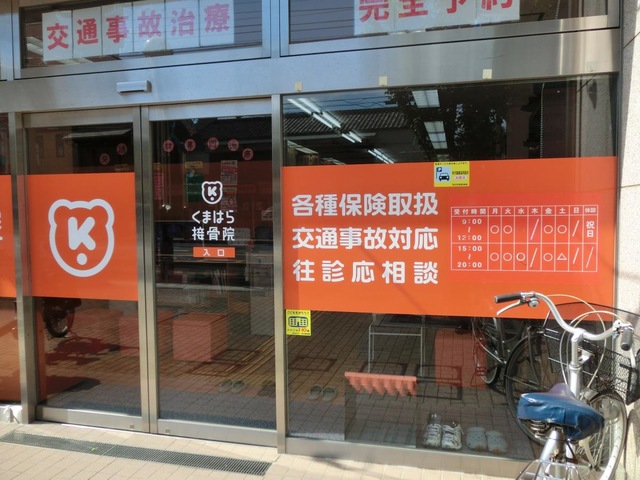 交通事故治療
完全予約
K
くまはら
接骨院
入口
各種保険取扱
交通事故対応
往診応相談
受付時間 月 火 水 木 金 土 日 祝日
9:00 〜 12:00 ○ ○ / / ○ ○ / /
15:00 〜 20:00 ○ ○ ○ / ○ △ / /